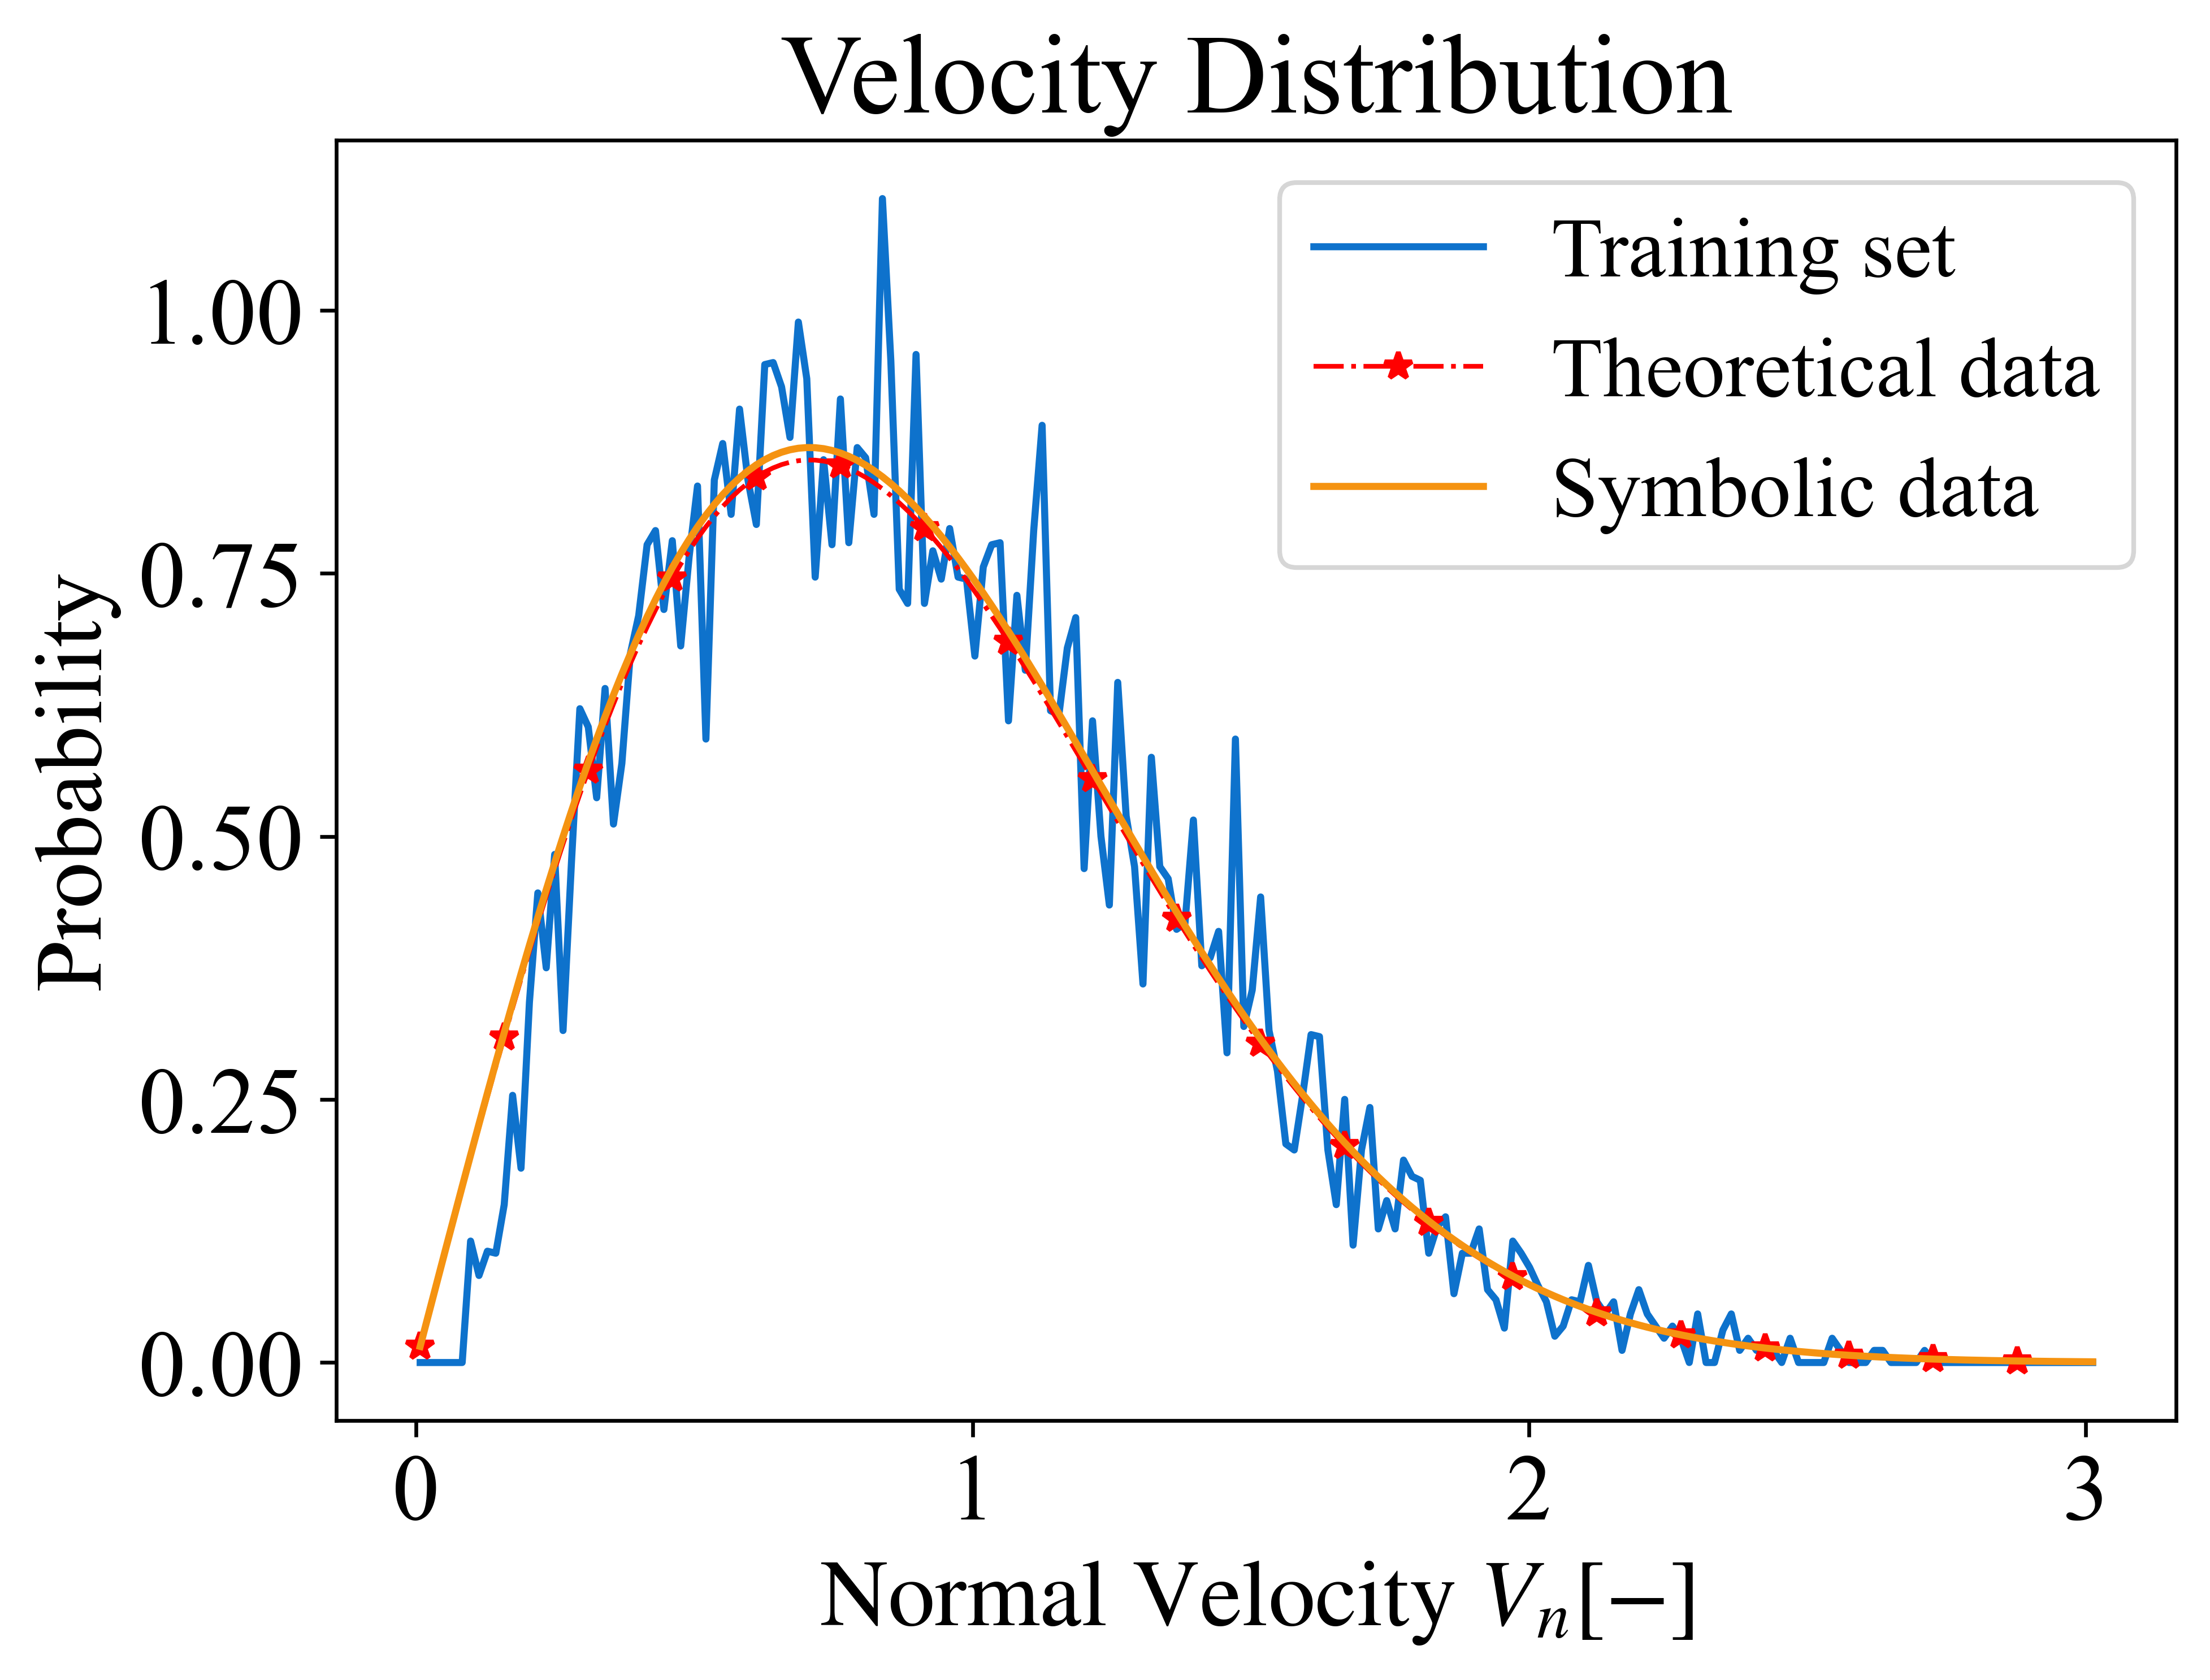 Velocity Distribution
Training set
Theoretical data
Symbolic data
Probability
1.00
0.75
0.50
0.25
0.00
0 1 2 3
Normal Velocity Vₙ[−]